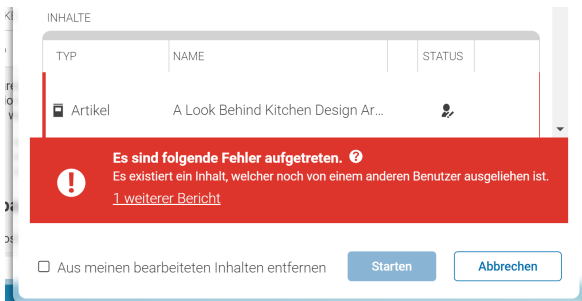 INHALTE
TYP NAME STATUS
Artikel A Look Behind Kitchen Design Ar...
Es sind folgende Fehler aufgetreten.
Es existiert ein Inhalt, welcher noch von einem anderen Benutzer ausgeliehen ist.
1 weiterer Bericht
Aus meinen bearbeiteten Inhalten entfernen Starten Abbrechen